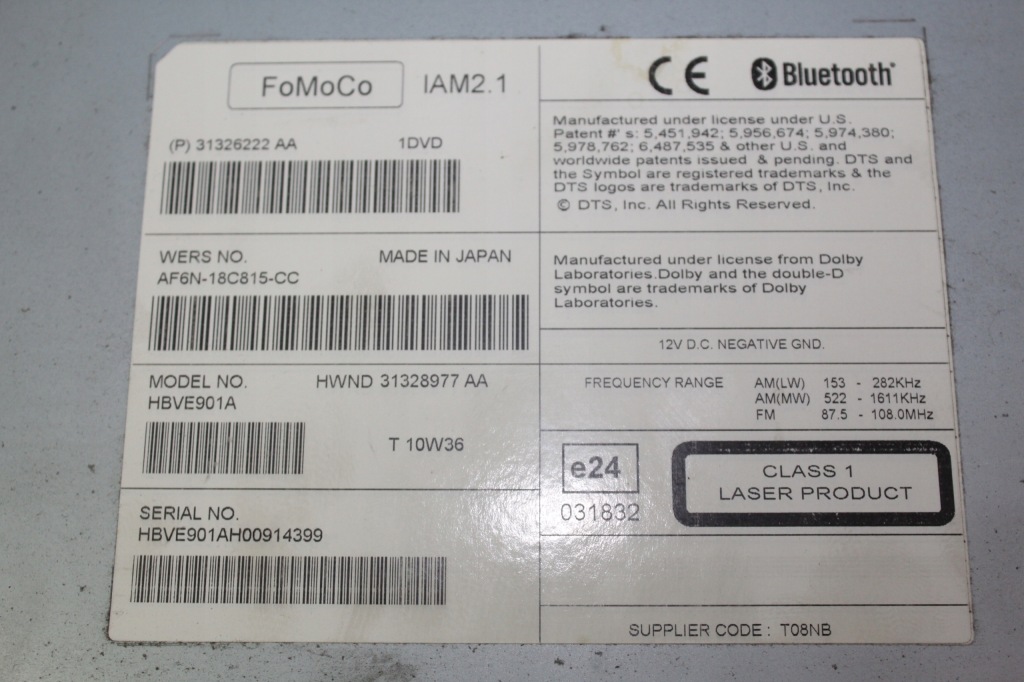 FoMoCo IAM2.1
(P) 31326222 AA 1DVD
WERS NO. MADE IN JAPAN
AF6N-18C815-CC
MODEL NO. HWND 31328977 AA
HBVE901A
T 10W36
SERIAL NO.
HBVE901AH00914399
CE Bluetooth®
Manufactured under license under U.S.
Patent #' s: 5,451,942; 5,956,674; 5,974,380;
5,978,762; 6,487,535 & other U.S. and
worldwide patents issued & pending. DTS and
the Symbol are registered trademarks & the
DTS logos are trademarks of DTS, Inc.
© DTS, Inc. All Rights Reserved.
Manufactured under license from Dolby
Laboratories.Dolby and the double-D
symbol are trademarks of Dolby
Laboratories.
12V D.C. NEGATIVE GND.
FREQUENCY RANGE AM(LW) 153 - 282KHz
AM(MW) 522 - 1611KHz
FM 87.5 - 108.0MHz
e24
031832
CLASS 1
LASER PRODUCT
SUPPLIER CODE : T08NB